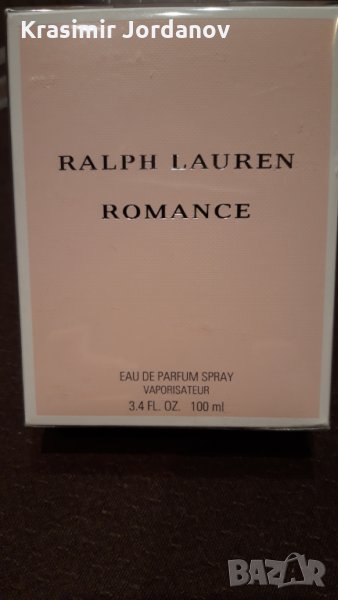 Krasimir Jordanov
RALPH LAUREN
ROMANCE
EAU DE PARFUM SPRAY
VAPORISATEUR
3.4 FL. OZ. 100 ml
BAZAR